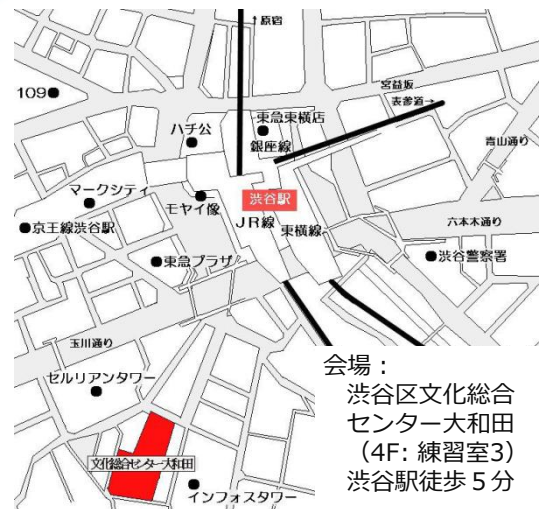 ↑原宿
宮益坂
109
表参道→
東急東横店
ハチ公
銀座線
青山通り
マークシティ
渋谷駅
モヤイ像
JR線
東横線
六本木通り
京王線渋谷駅
東急プラザ
渋谷警察署
玉川通り
セルリアンタワー
文化総合センター大和田
インフォスタワー
会場：
渋谷区文化総合
センター大和田
（4F: 練習室3）
渋谷駅徒歩５分